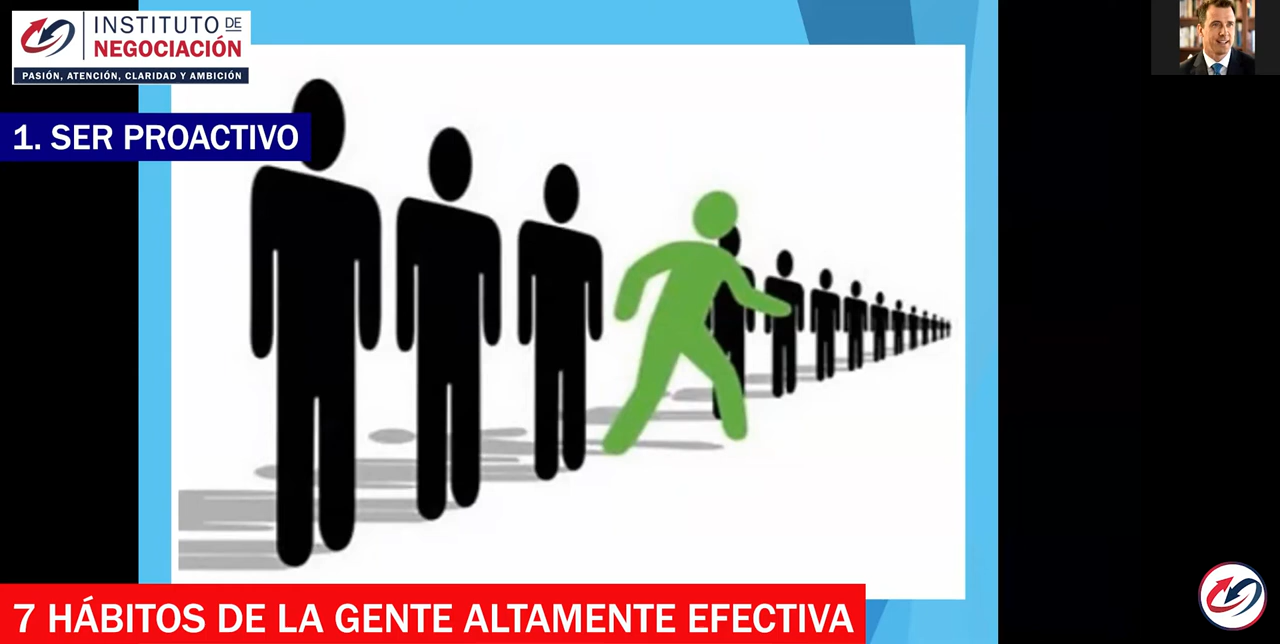 INSTITUTO DE
NEGOCIACIÓN
PASIÓN, ATENCIÓN, CLARIDAD Y AMBICIÓN
1. SER PROACTIVO
7 HÁBITOS DE LA GENTE ALTAMENTE EFECTIVA